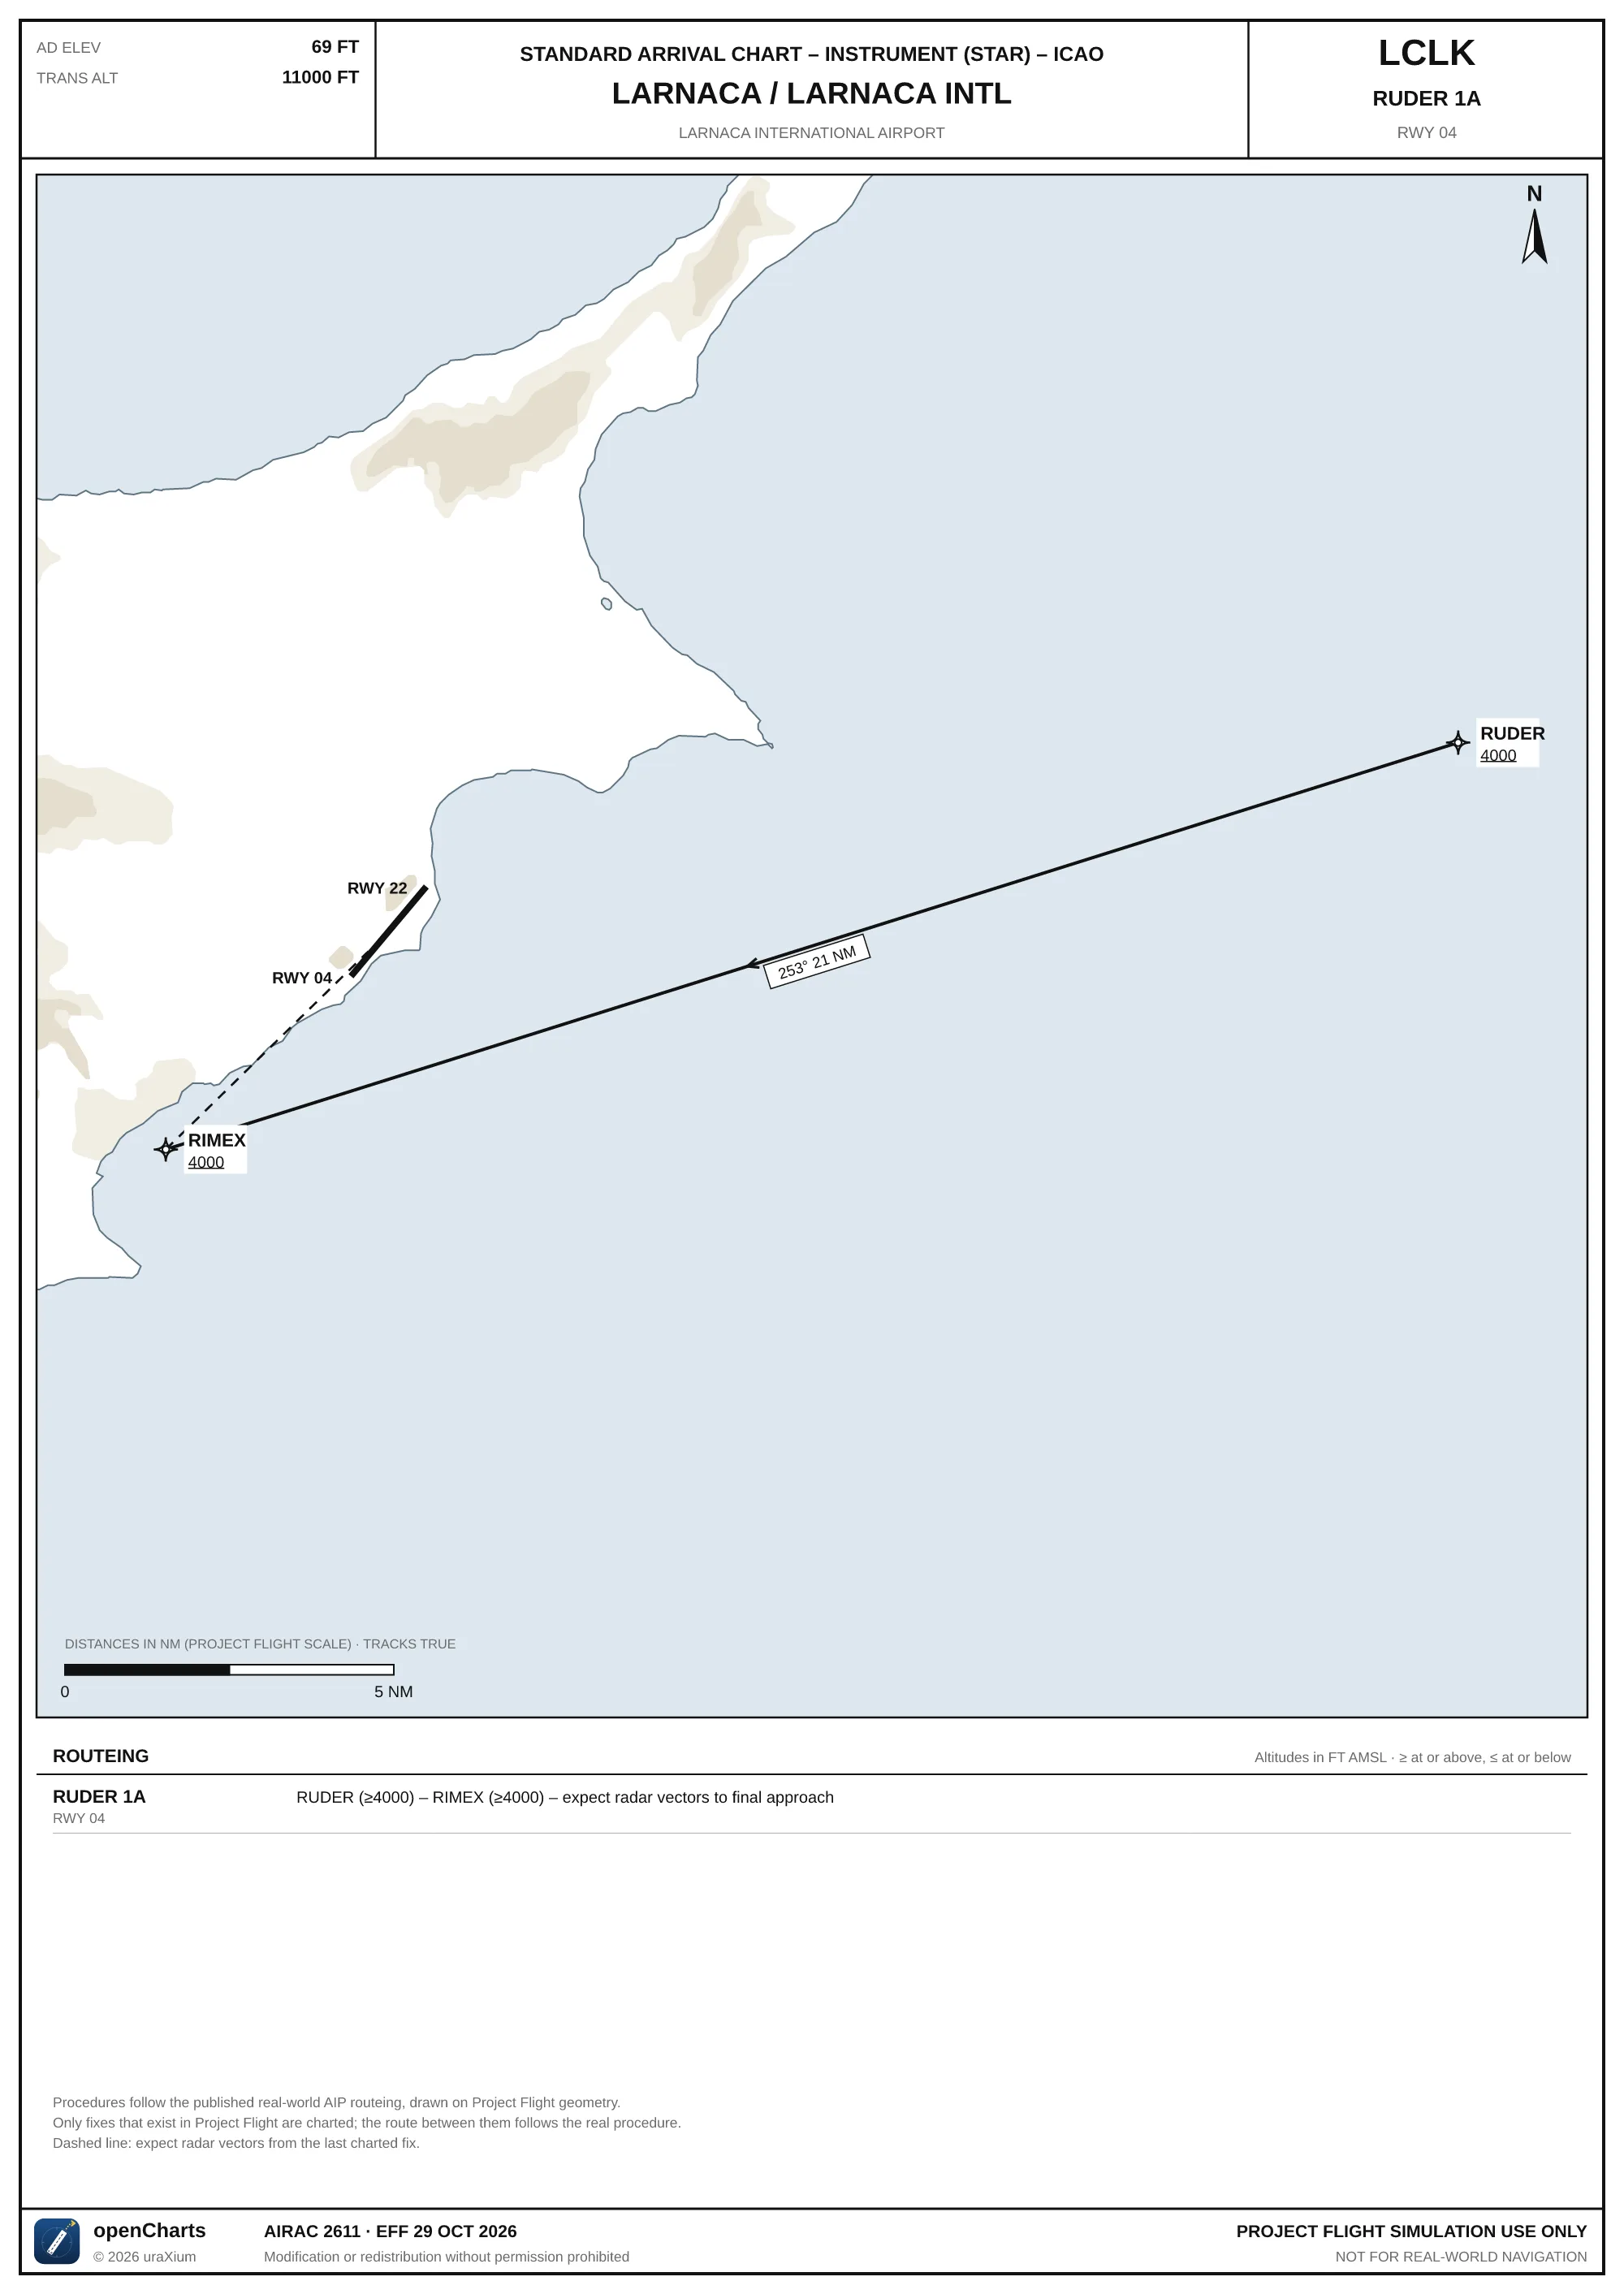 AD ELEV 69 FT
TRANS ALT 11000 FT
STANDARD ARRIVAL CHART – INSTRUMENT (STAR) – ICAO
LARNACA / LARNACA INTL
LARNACA INTERNATIONAL AIRPORT
LCLK
RUDER 1A
RWY 04
N
RUDER
4000
RWY 22
253° 21 NM
RWY 04
RIMEX
4000
DISTANCES IN NM (PROJECT FLIGHT SCALE) · TRACKS TRUE
0 5 NM
ROUTEING
Altitudes in FT AMSL · ≥ at or above, ≤ at or below
RUDER 1A
RUDER (≥4000) – RIMEX (≥4000) – expect radar vectors to final approach
RWY 04
Procedures follow the published real-world AIP routeing, drawn on Project Flight geometry.
Only fixes that exist in Project Flight are charted; the route between them follows the real procedure.
Dashed line: expect radar vectors from the last charted fix.
openCharts
© 2026 uraXium
AIRAC 2611 · EFF 29 OCT 2026
Modification or redistribution without permission prohibited
PROJECT FLIGHT SIMULATION USE ONLY
NOT FOR REAL-WORLD NAVIGATION